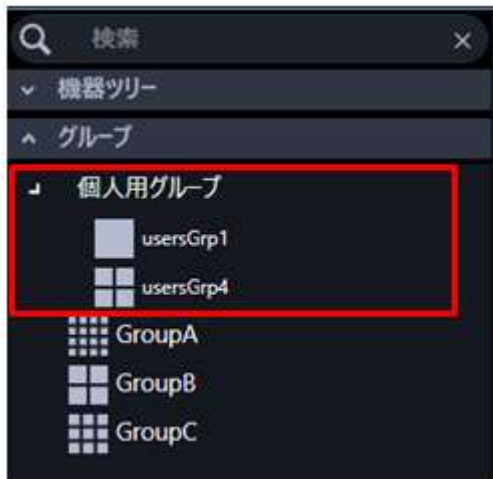 検索
機器ツリー
グループ
個人用グループ
usersGrp1
usersGrp4
GroupA
GroupB
GroupC